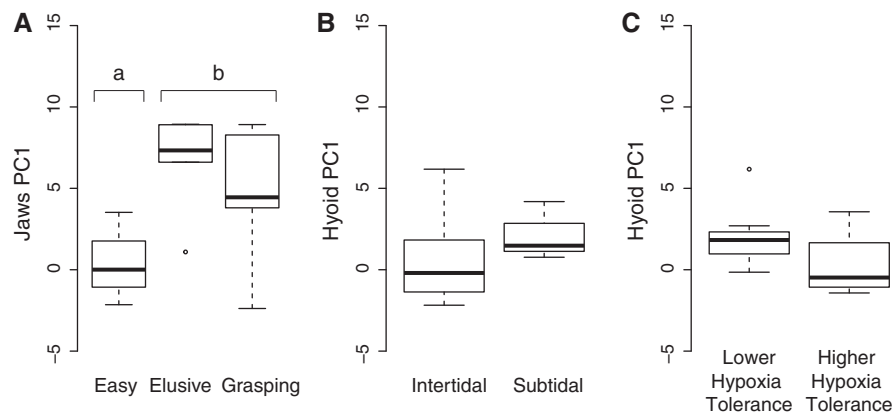 A
Jaws PC1
15
10
5
0
−5
a
b
Easy Elusive Grasping
B
Hyoid PC1
15
10
5
0
−5
Intertidal Subtidal
C
Hyoid PC1
15
10
5
0
−5
Lower
Hypoxia
Tolerance
Higher
Hypoxia
Tolerance